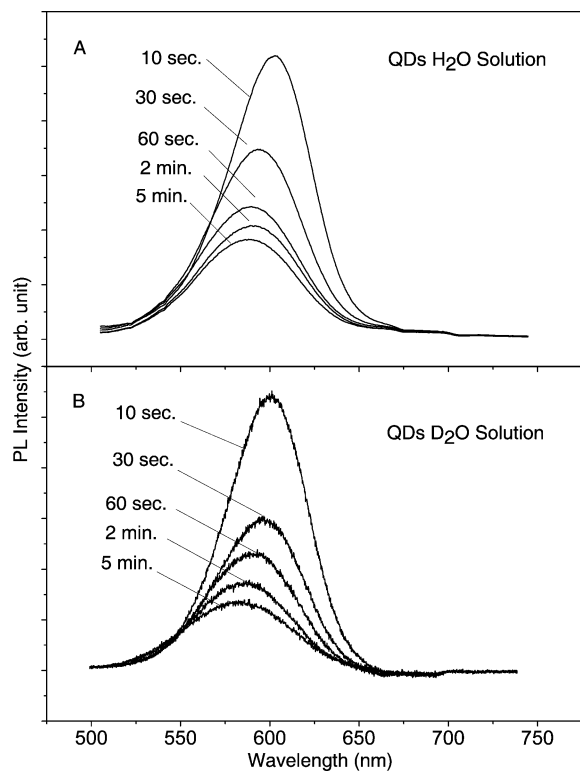 A
QDs H2O Solution
10 sec.
30 sec.
60 sec.
2 min.
5 min.
PL Intensity (arb. unit)
B
QDs D2O Solution
10 sec.
30 sec.
60 sec.
2 min.
5 min.
500 550 600 650 700 750
Wavelength (nm)